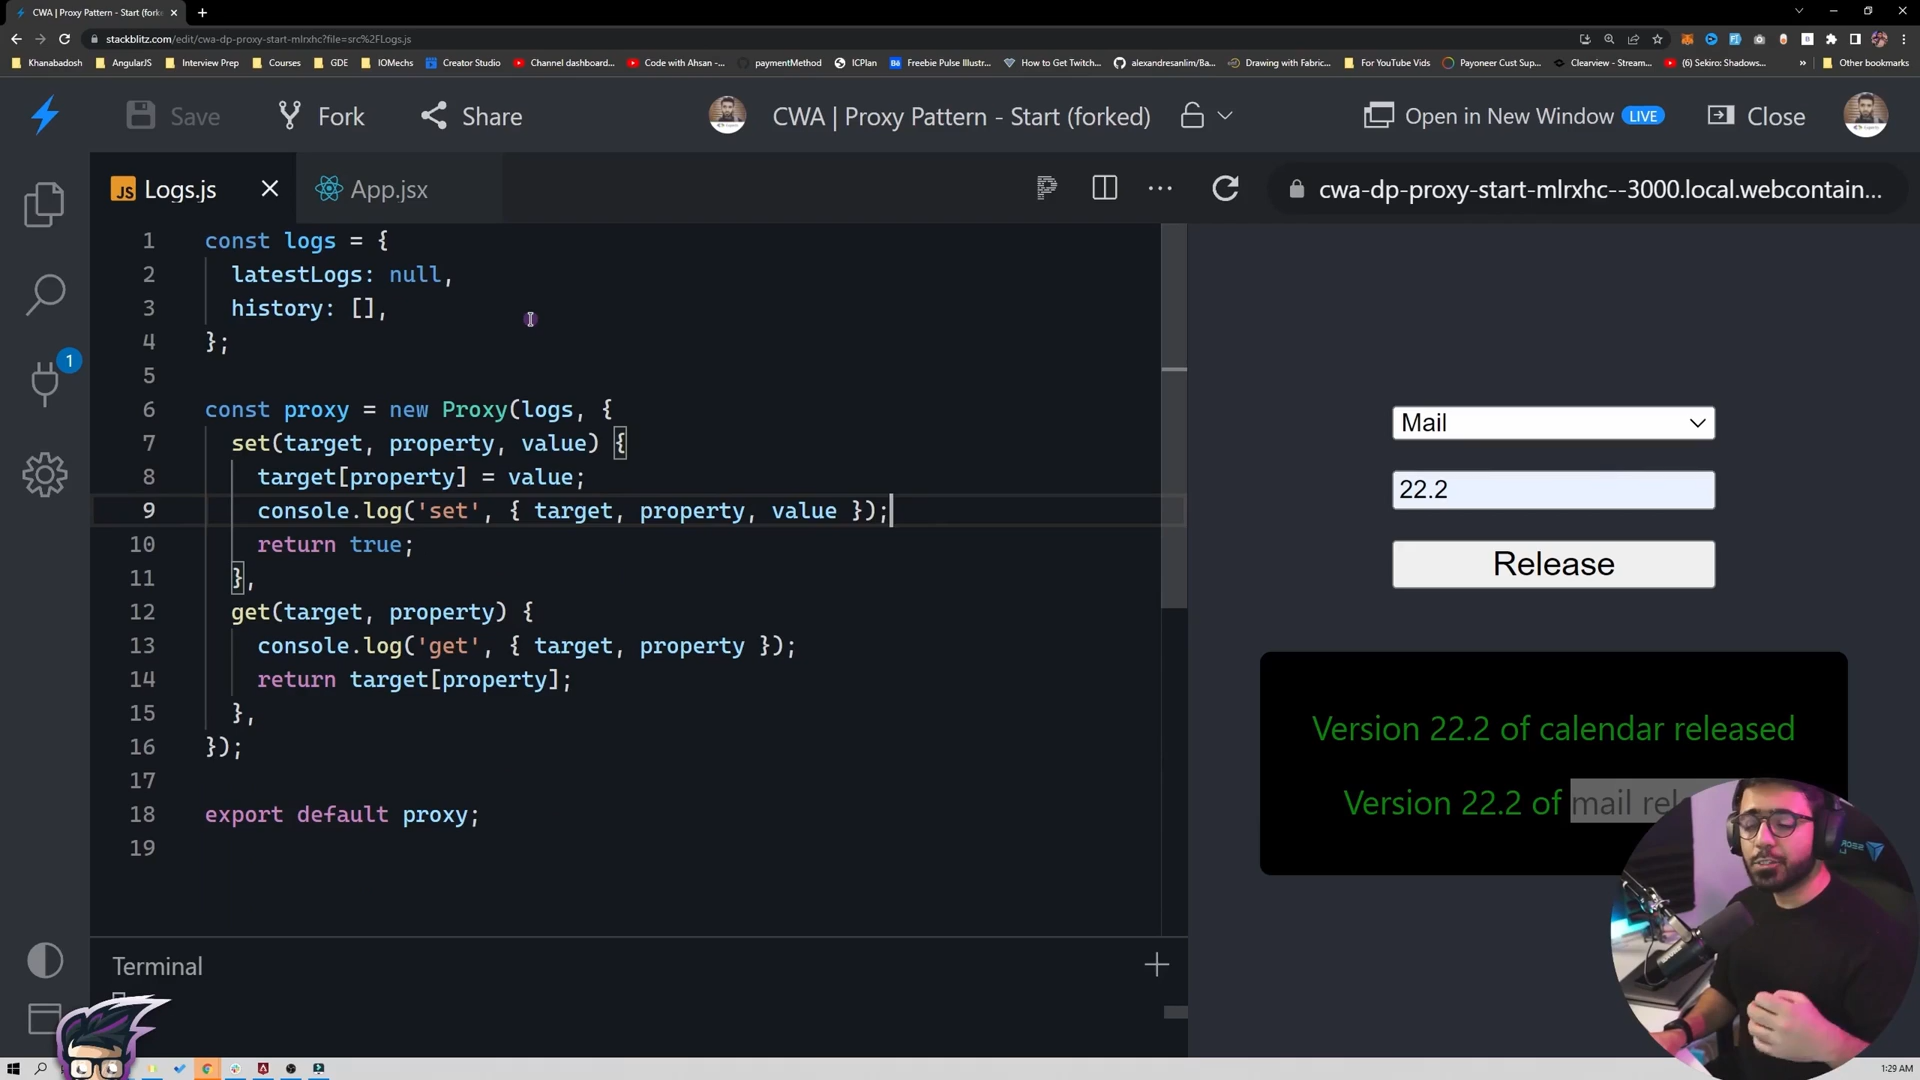 CWA | Proxy Pattern - Start (fork
stackblitz.com/edit/cwa-dp-proxy-start-mlrxhc?file=src%2FLogs.js
Khanabadosh
AngularJS
Interview Prep
Courses
GDE
IOMechs
Creator Studio
Channel dashboard...
Code with Ahsan -...
paymentMethod
ICPlan
Freebie Pulse Illustr...
How to Get Twitch...
alexandresanlim/Ba...
Drawing with Fabric...
For YouTube Vids
Payoneer Cust Sup...
Clearview - Stream...
(6) Sekiro: Shadows...
»
Other bookmarks
Save
Fork
Share
CWA | Proxy Pattern - Start (forked)
Open in New Window LIVE
Close
JS Logs.js
App.jsx
cwa-dp-proxy-start-mlrxhc--3000.local.webcontain...
1
1 const logs = {
2 latestLogs: null,
3 history: [],
4 };
5
6 const proxy = new Proxy(logs, {
7 set(target, property, value) {
8 target[property] = value;
9 console.log('set', { target, property, value });
10 return true;
11 },
12 get(target, property) {
13 console.log('get', { target, property });
14 return target[property];
15 },
16 });
17
18 export default proxy;
19
Mail
22.2
Release
Version 22.2 of calendar released
Version 22.2 of mail rel
Terminal
1:29 AM